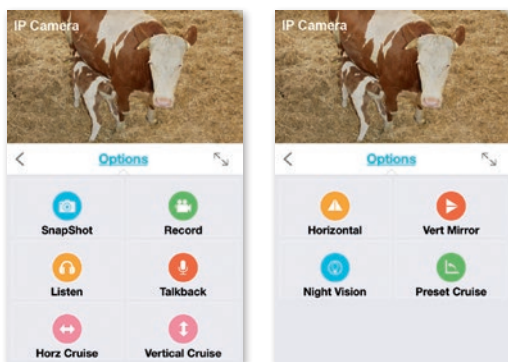 IP Camera
Options
SnapShot
Record
Listen
Talkback
Horz Cruise
Vertical Cruise
IP Camera
Options
Horizontal
Vert Mirror
Night Vision
Preset Cruise